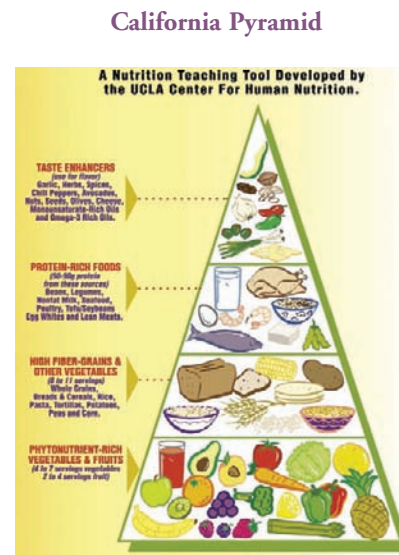 California Pyramid
A Nutrition Teaching Tool Developed by
the UCLA Center For Human Nutrition.
TASTE ENHANCERS
(use for flavor)
Garlic, Herbs, Spices,
Chili Peppers, Avocados,
Nuts, Seeds, Olives, Cheese,
Monounsaturate-Rich Oils
and Omega-3 Rich Oils.
PROTEIN-RICH FOODS
(50-90g protein
from these sources)
Beans, Legumes,
Nonfat Milk, Seafood,
Poultry, Tofu/Soybeans
Egg Whites and Lean Meats.
HIGH FIBER-GRAINS &
OTHER VEGETABLES
(6 to 11 servings)
Whole Grains,
Breads & Cereals, Rice,
Pasta, Tortillas, Potatoes,
Peas and Corn.
PHYTONUTRIENT-RICH
VEGETABLES & FRUITS
(4 to 7 servings vegetables
2 to 4 servings fruit)